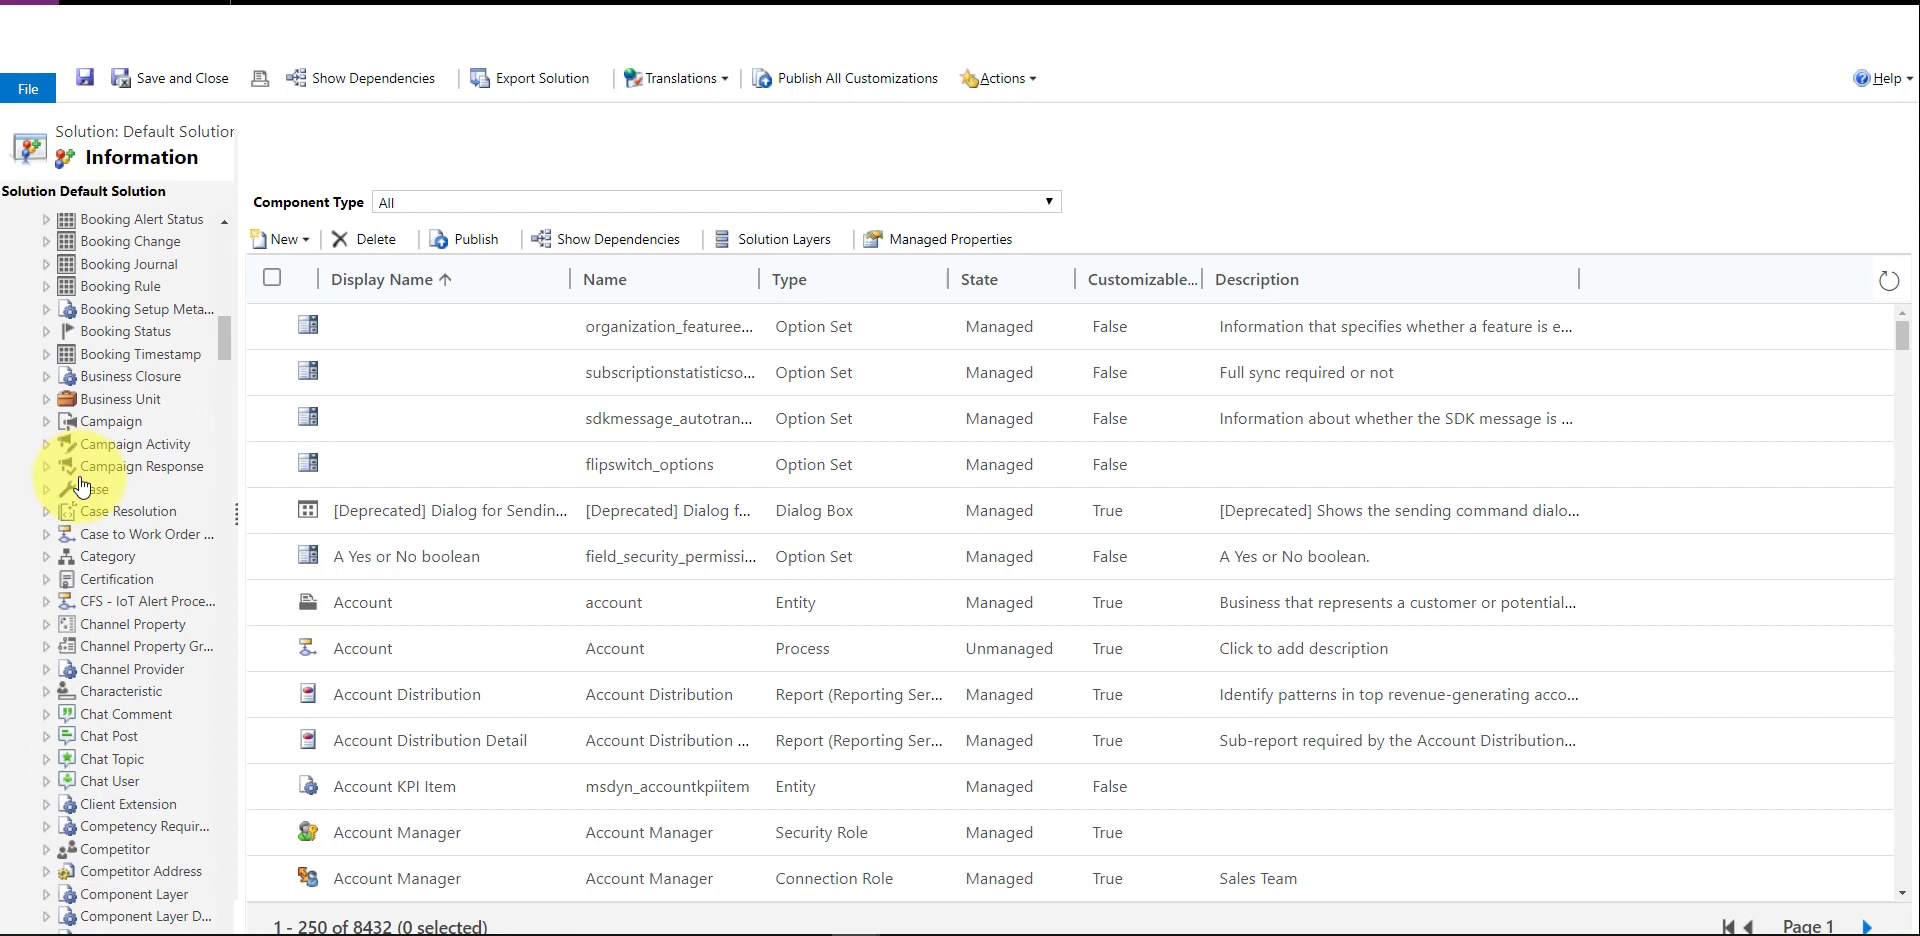 File
Save and Close
Show Dependencies
Export Solution
Translations
Publish All Customizations
Actions
Help
Solution: Default Solution
Information
Solution Default Solution
Booking Alert Status
Booking Change
Booking Journal
Booking Rule
Booking Setup Meta...
Booking Status
Booking Timestamp
Business Closure
Business Unit
Campaign
Campaign Activity
Campaign Response
Case Resolution
Case to Work Order ...
Category
Certification
CFS - IoT Alert Proce...
Channel Property
Channel Property Gr...
Channel Provider
Characteristic
Chat Comment
Chat Post
Chat Topic
Chat User
Client Extension
Competency Requir...
Competitor
Competitor Address
Component Layer
Component Layer D...
Component Type All
New Delete Publish Show Dependencies Solution Layers Managed Properties
Display Name Name Type State Customizable... Description
organization_featuree... Option Set Managed False Information that specifies whether a feature is e...
subscriptionstatisticso... Option Set Managed False Full sync required or not
sdkmessage_autotran... Option Set Managed False Information about whether the SDK message is ...
flipswitch_options Option Set Managed False
[Deprecated] Dialog for Sendin... [Deprecated] Dialog f... Dialog Box Managed True [Deprecated] Shows the sending command dialo...
A Yes or No boolean field_security_permissi... Option Set Managed False A Yes or No boolean.
Account account Entity Managed True Business that represents a customer or potential...
Account Account Process Unmanaged True Click to add description
Account Distribution Account Distribution Report (Reporting Ser... Managed True Identify patterns in top revenue-generating acco...
Account Distribution Detail Account Distribution ... Report (Reporting Ser... Managed True Sub-report required by the Account Distribution...
Account KPI Item msdyn_accountkpiitem Entity Managed False
Account Manager Account Manager Security Role Managed True
Account Manager Account Manager Connection Role Managed True Sales Team
1 - 250 of 8432 (0 selected) Page 1